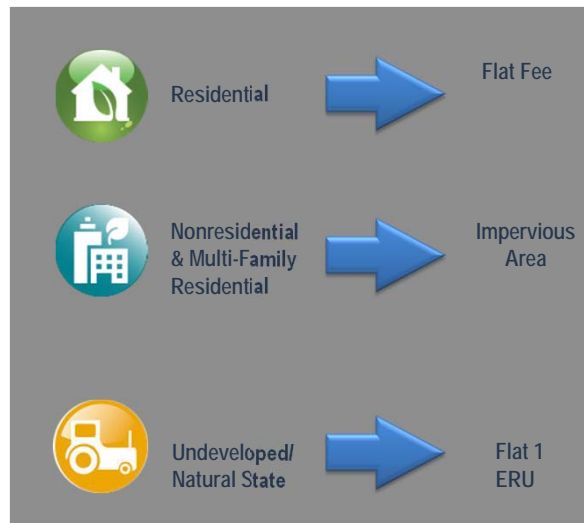 Residential
Flat Fee
Nonresidential
& Multi-Family
Residential
Impervious
Area
Undeveloped/
Natural State
Flat 1
ERU